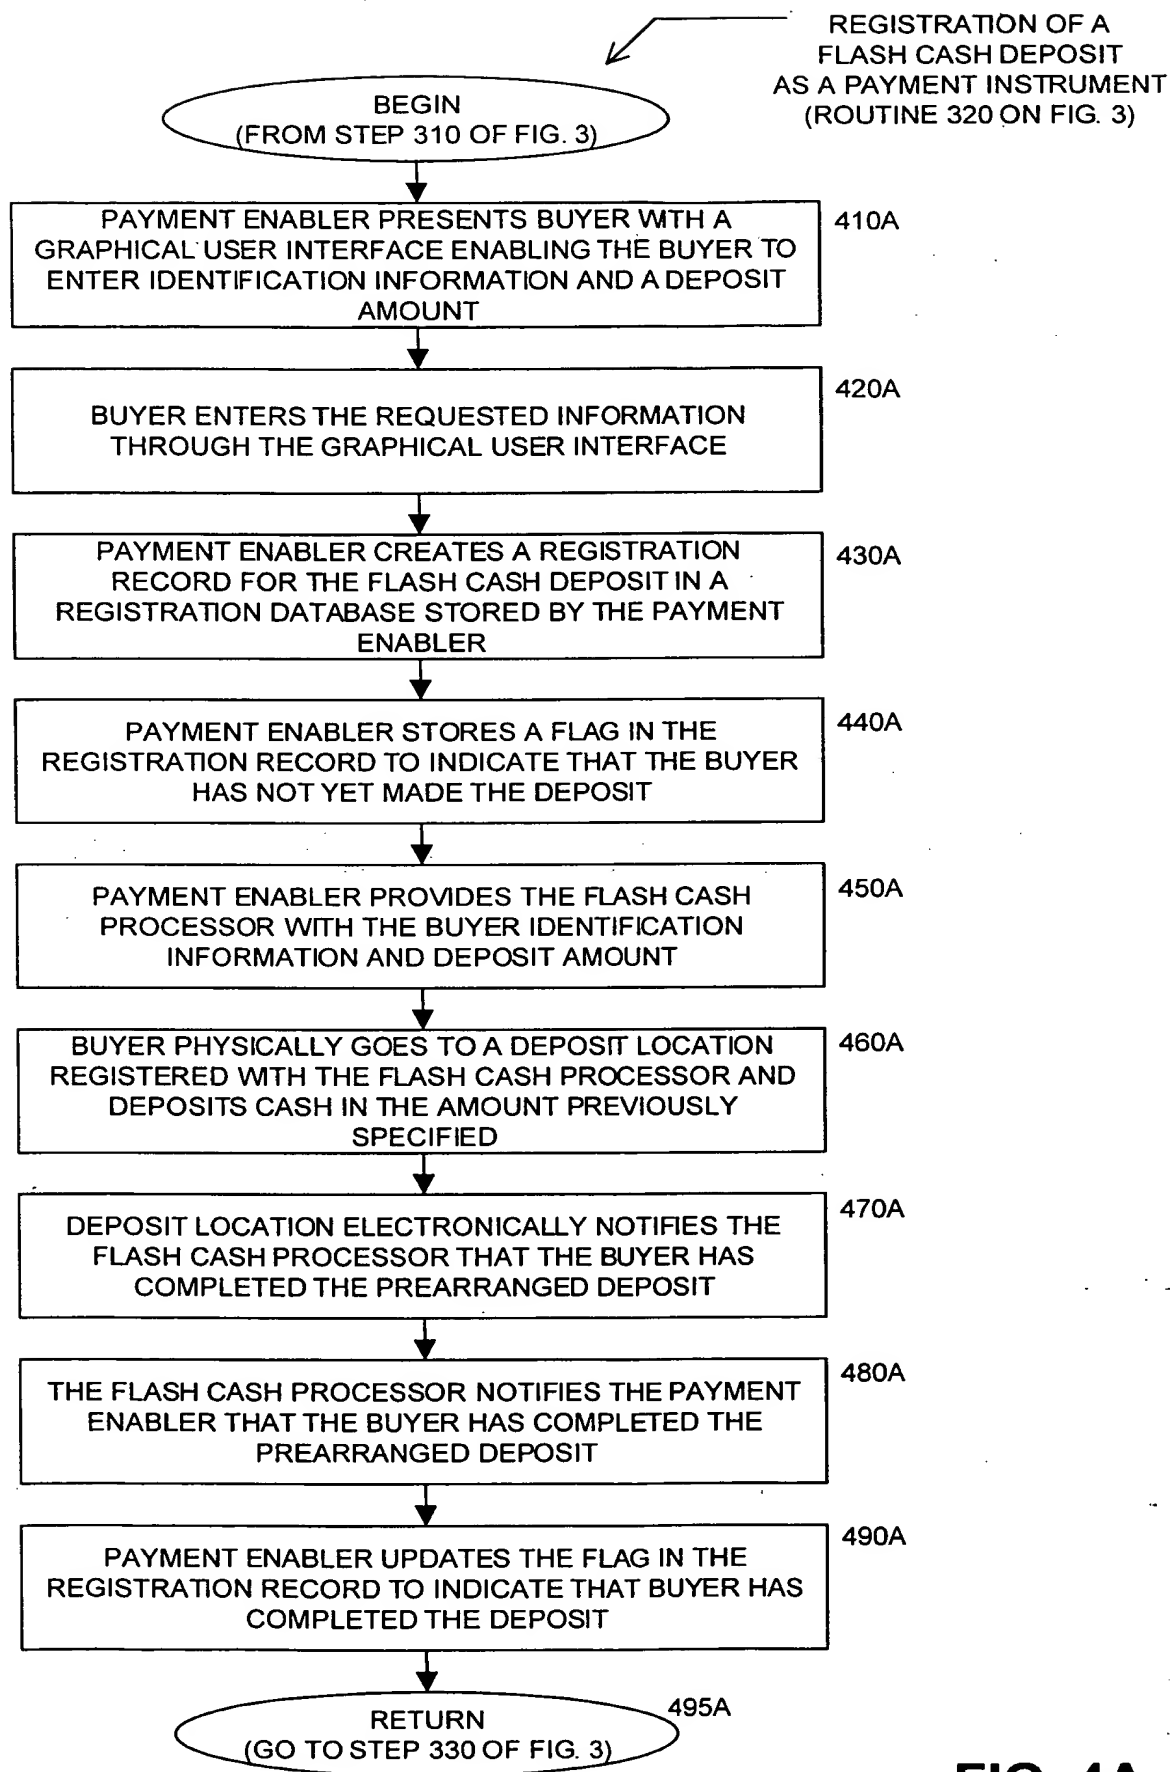 REGISTRATION OF A
FLASH CASH DEPOSIT
AS A PAYMENT INSTRUMENT
(ROUTINE 320 ON FIG. 3)
BEGIN
(FROM STEP 310 OF FIG. 3)
PAYMENT ENABLER PRESENTS BUYER WITH A
GRAPHICAL USER INTERFACE ENABLING THE BUYER TO
ENTER IDENTIFICATION INFORMATION AND A DEPOSIT
AMOUNT
410A
BUYER ENTERS THE REQUESTED INFORMATION
THROUGH THE GRAPHICAL USER INTERFACE
420A
PAYMENT ENABLER CREATES A REGISTRATION
RECORD FOR THE FLASH CASH DEPOSIT IN A
REGISTRATION DATABASE STORED BY THE PAYMENT
ENABLER
430A
PAYMENT ENABLER STORES A FLAG IN THE
REGISTRATION RECORD TO INDICATE THAT THE BUYER
HAS NOT YET MADE THE DEPOSIT
440A
PAYMENT ENABLER PROVIDES THE FLASH CASH
PROCESSOR WITH THE BUYER IDENTIFICATION
INFORMATION AND DEPOSIT AMOUNT
450A
BUYER PHYSICALLY GOES TO A DEPOSIT LOCATION
REGISTERED WITH THE FLASH CASH PROCESSOR AND
DEPOSITS CASH IN THE AMOUNT PREVIOUSLY
SPECIFIED
460A
DEPOSIT LOCATION ELECTRONICALLY NOTIFIES THE
FLASH CASH PROCESSOR THAT THE BUYER HAS
COMPLETED THE PREARRANGED DEPOSIT
470A
THE FLASH CASH PROCESSOR NOTIFIES THE PAYMENT
ENABLER THAT THE BUYER HAS COMPLETED THE
PREARRANGED DEPOSIT
480A
PAYMENT ENABLER UPDATES THE FLAG IN THE
REGISTRATION RECORD TO INDICATE THAT BUYER HAS
COMPLETED THE DEPOSIT
490A
RETURN
(GO TO STEP 330 OF FIG. 3)
495A
FIG. 4A